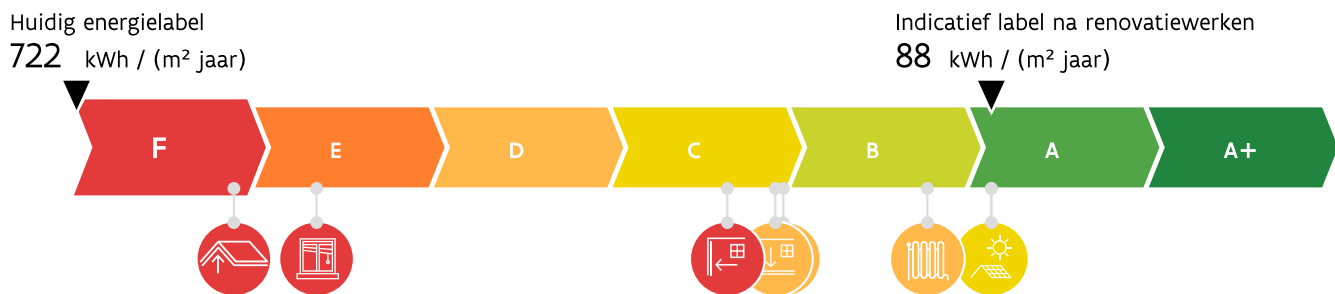 Huidig energielabel
722 kWh / (m² jaar)
Indicatief label na renovatiewerken
88 kWh / (m² jaar)
F E D C B A A+